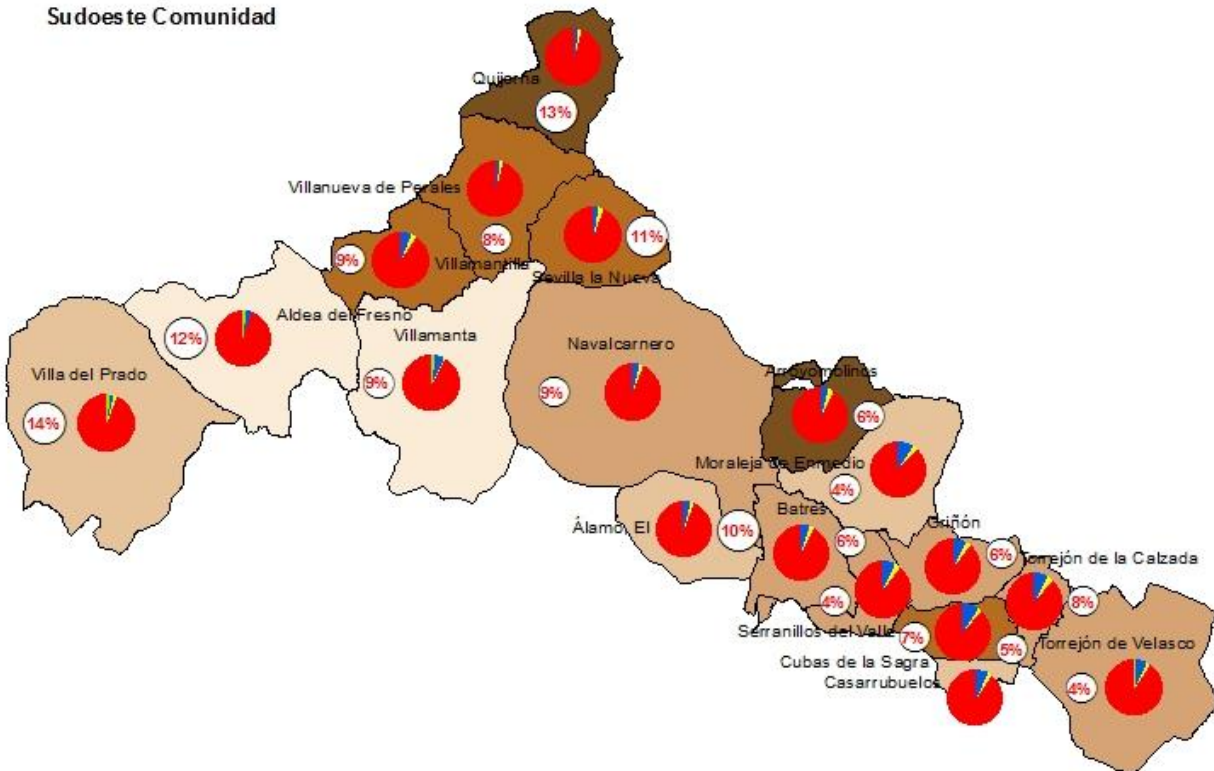 Sudoeste Comunidad
Quijorna
13%
Villanueva de Perales
8%
11%
9%
Villamantilla
Sevilla la Nueva
Aldea del Fresno
12%
Villamanta
9%
Navalcarnero
9%
Villa del Prado
14%
Arroyomolinos
6%
Moraleja de Enmedio
4%
Álamo, El
10%
Batres
6%
Griñón
6%
Torrejón de la Calzada
8%
4%
Serranillos del Valle
7%
5%
Torrejón de Velasco
4%
Cubas de la Sagra
Casarrubuelos